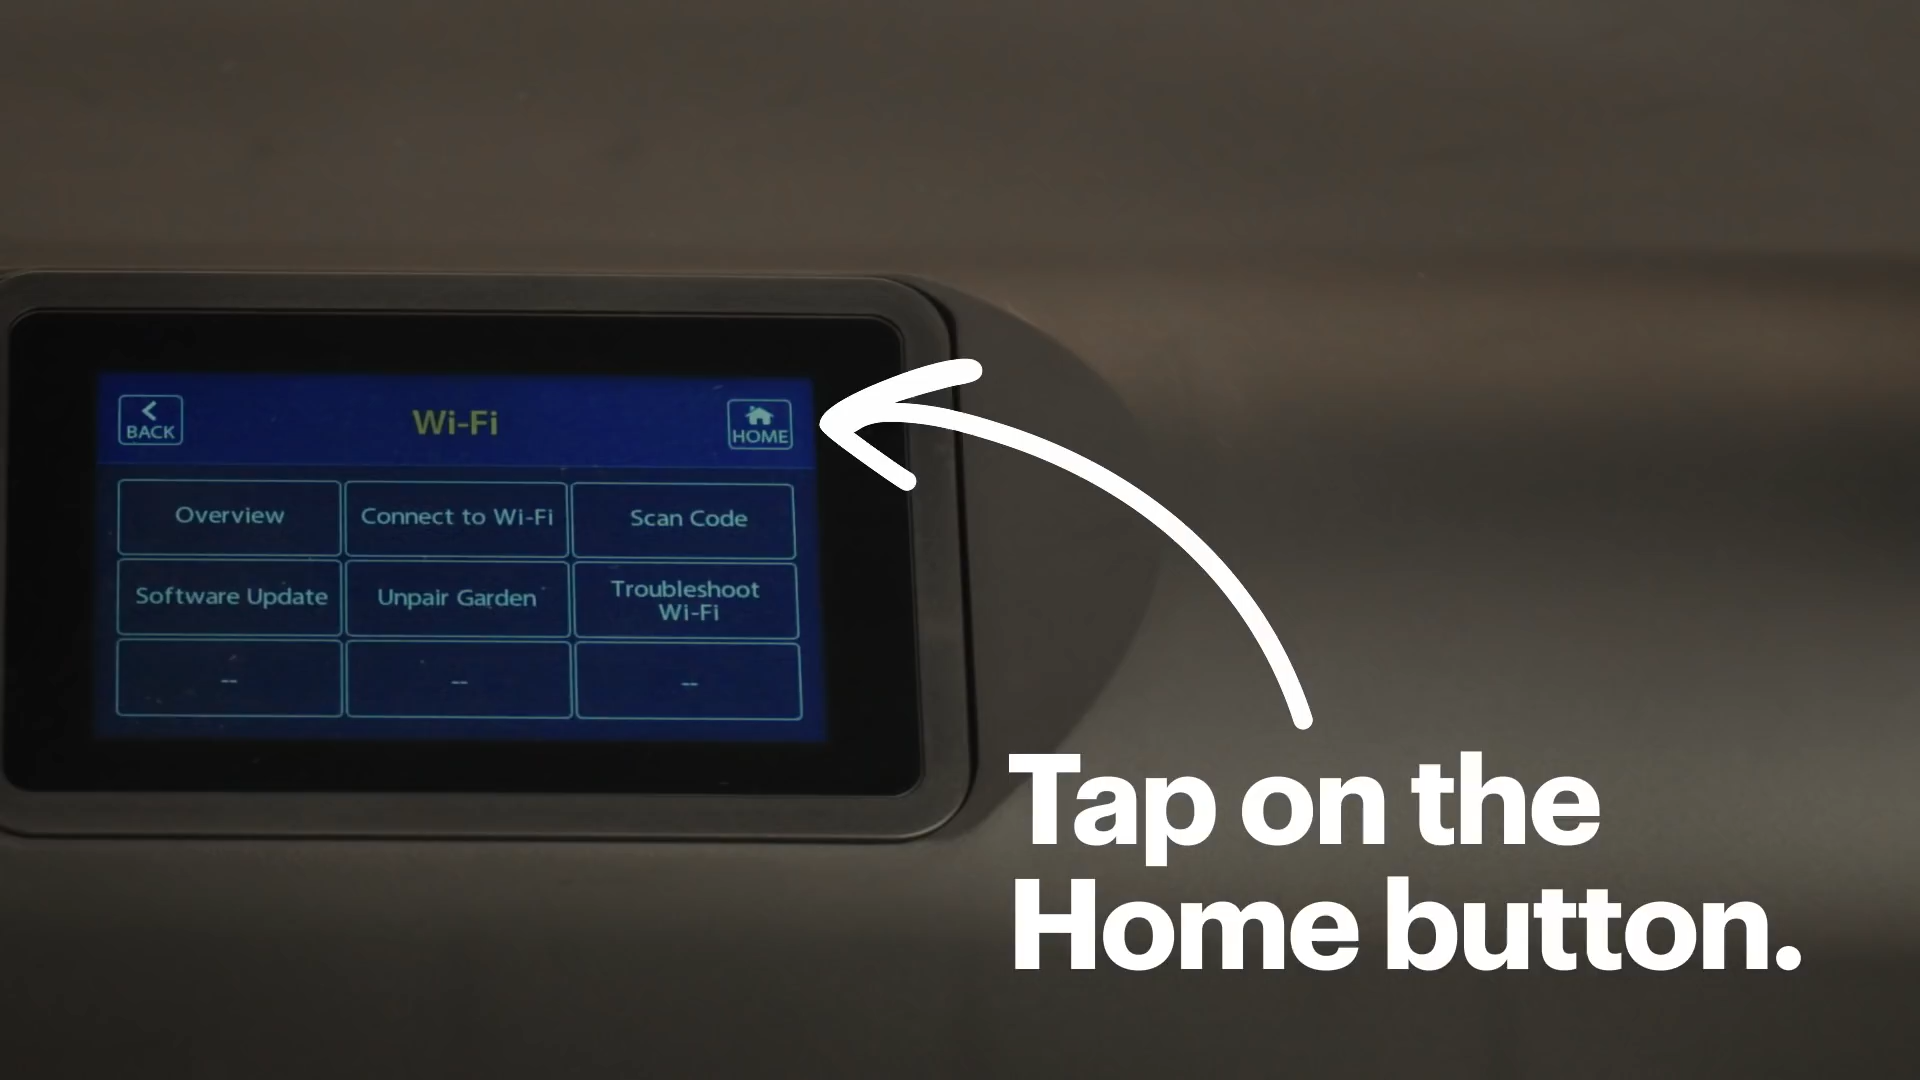 BACK
Wi-Fi
HOME
Overview
Connect to Wi-Fi
Scan Code
Software Update
Unpair Garden
Troubleshoot
Wi-Fi
--
--
--
Tap on the
Home button.